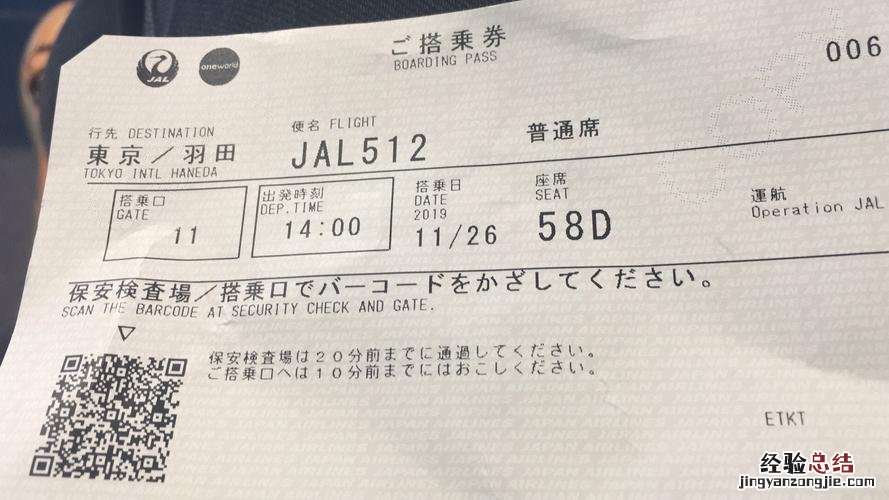 ご搭乗券
BOARDING PASS
006
JAL
oneworld
行先 DESTINATION
東京／羽田
TOKYO INTL HANEDA
便名 FLIGHT
JAL512
普通席
搭乗口
GATE
11
出発時刻
DEP.TIME
14:00
搭乗日
DATE
2019
11/26
座席
SEAT
58D
運航
Operation JAL
保安検査場／搭乗口でバーコードをかざしてください。
SCAN THE BARCODE AT SECURITY CHECK AND GATE.
保安検査場は２０分前までに通過してください。
ご搭乗口へは１０分前までにはおこしください。
ETKT
经验总结
jingyanzongjie.com